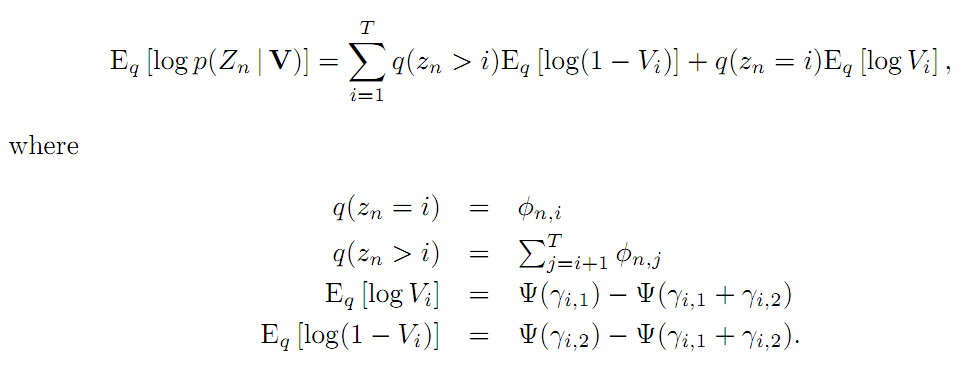 E_q [log p(Z_n | V)] = \sum_{i=1}^{T} q(z_n > i)E_q [log(1 − V_i)] + q(z_n = i)E_q [log V_i] ,
where
q(z_n = i) = ϕ_{n,i}
q(z_n > i) = \sum_{j=i+1}^{T} ϕ_{n,j}
E_q [log V_i] = Ψ(γ_{i,1}) − Ψ(γ_{i,1} + γ_{i,2})
E_q [log(1 − V_i)] = Ψ(γ_{i,2}) − Ψ(γ_{i,1} + γ_{i,2}).